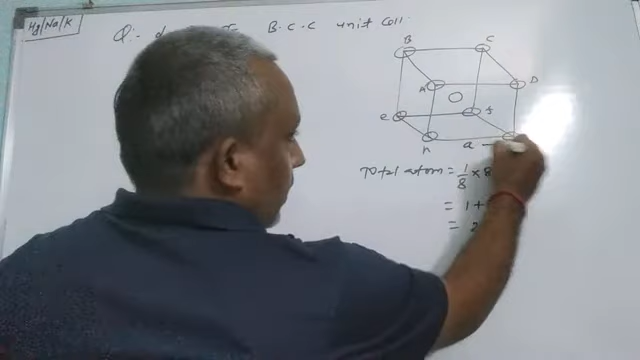 Hg/Na/K
Q:- B.C.C unit Cell.
B C
A D
e f
h a
Total atom = 1/8 × 8
= 1 +
= 2